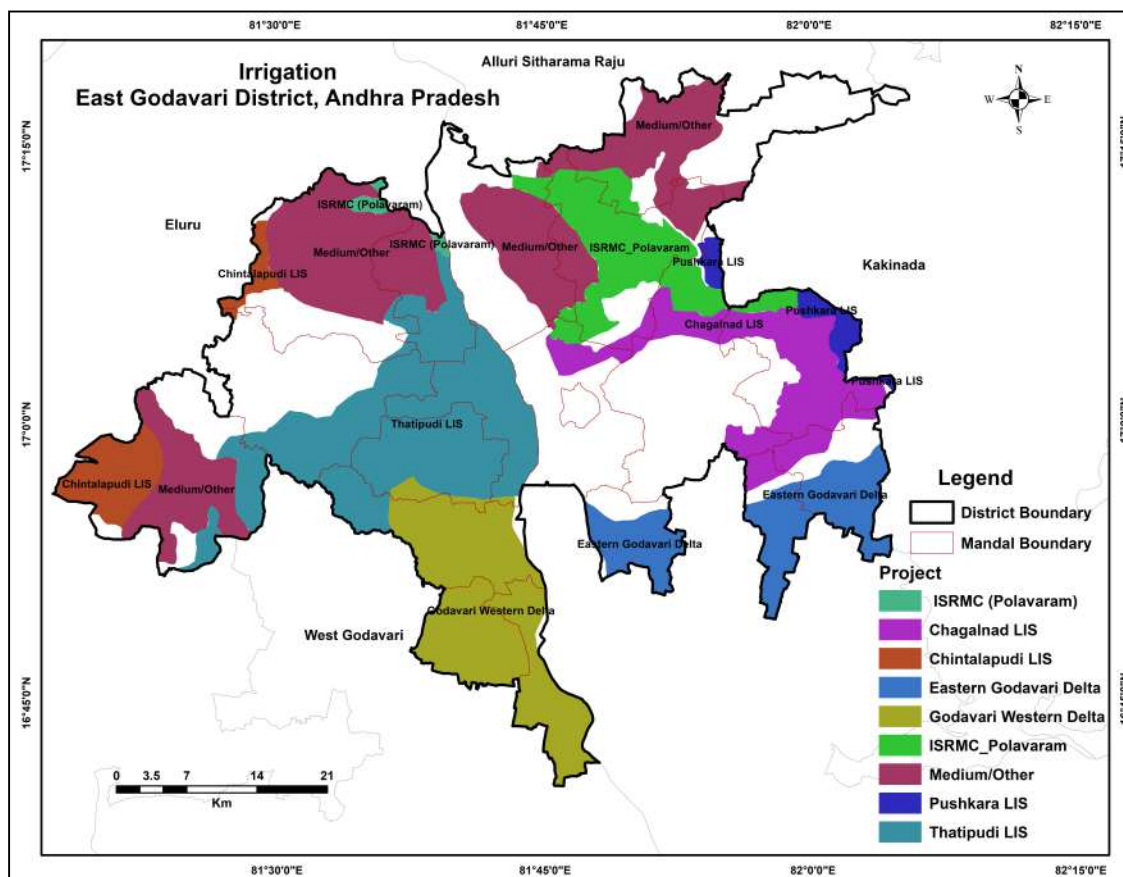 81°30'0"E
81°45'0"E
82°0'0"E
82°15'0"E
Alluri Sitharama Raju
Irrigation
East Godavari District, Andhra Pradesh
N
W
E
S
17°15'0"N
Medium/Other
Eluru
ISRMC (Polavaram)
Medium/Other
ISRMC (Polavaram)
Medium/Other
ISRMC_Polavaram
Pushkara LIS
Kakinada
Chintalapudi LIS
Chagalnad LIS
Pushkara LIS
Pushkara LIS
17°0'0"N
Thatipudi LIS
Chintalapudi LIS
Medium/Other
Eastern Godavari Delta
Eastern Godavari Delta
Godavari Western Delta
West Godavari
16°45'0"N
Legend
District Boundary
Mandal Boundary
Project
ISRMC (Polavaram)
Chagalnad LIS
Chintalapudi LIS
Eastern Godavari Delta
Godavari Western Delta
ISRMC_Polavaram
Medium/Other
Pushkara LIS
Thatipudi LIS
0 3.5 7 14 21
Km
81°30'0"E
81°45'0"E
82°0'0"E
82°15'0"E